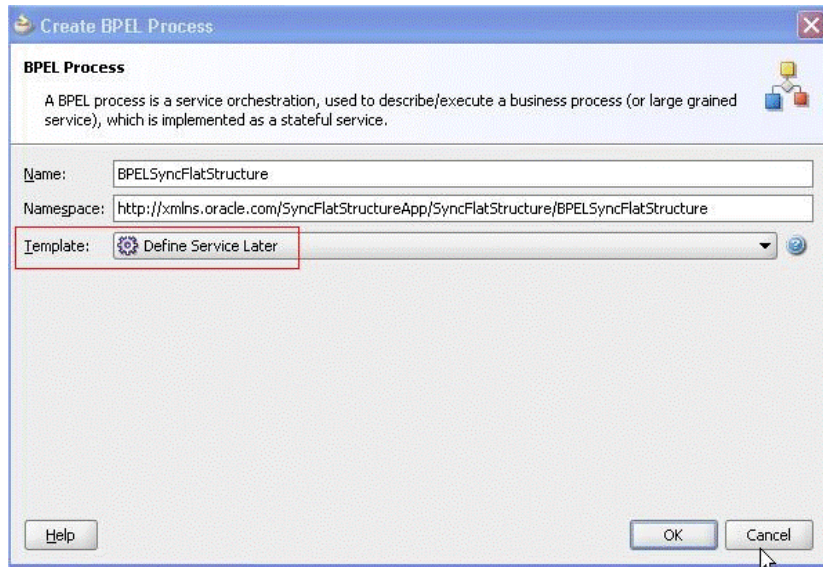 Create BPEL Process
BPEL Process
A BPEL process is a service orchestration, used to describe/execute a business process (or large grained
service), which is implemented as a stateful service.
Name: BPELSyncFlatStructure
Namespace: http://xmlns.oracle.com/SyncFlatStructureApp/SyncFlatStructure/BPELSyncFlatStructure
Template: Define Service Later
Help OK Cancel